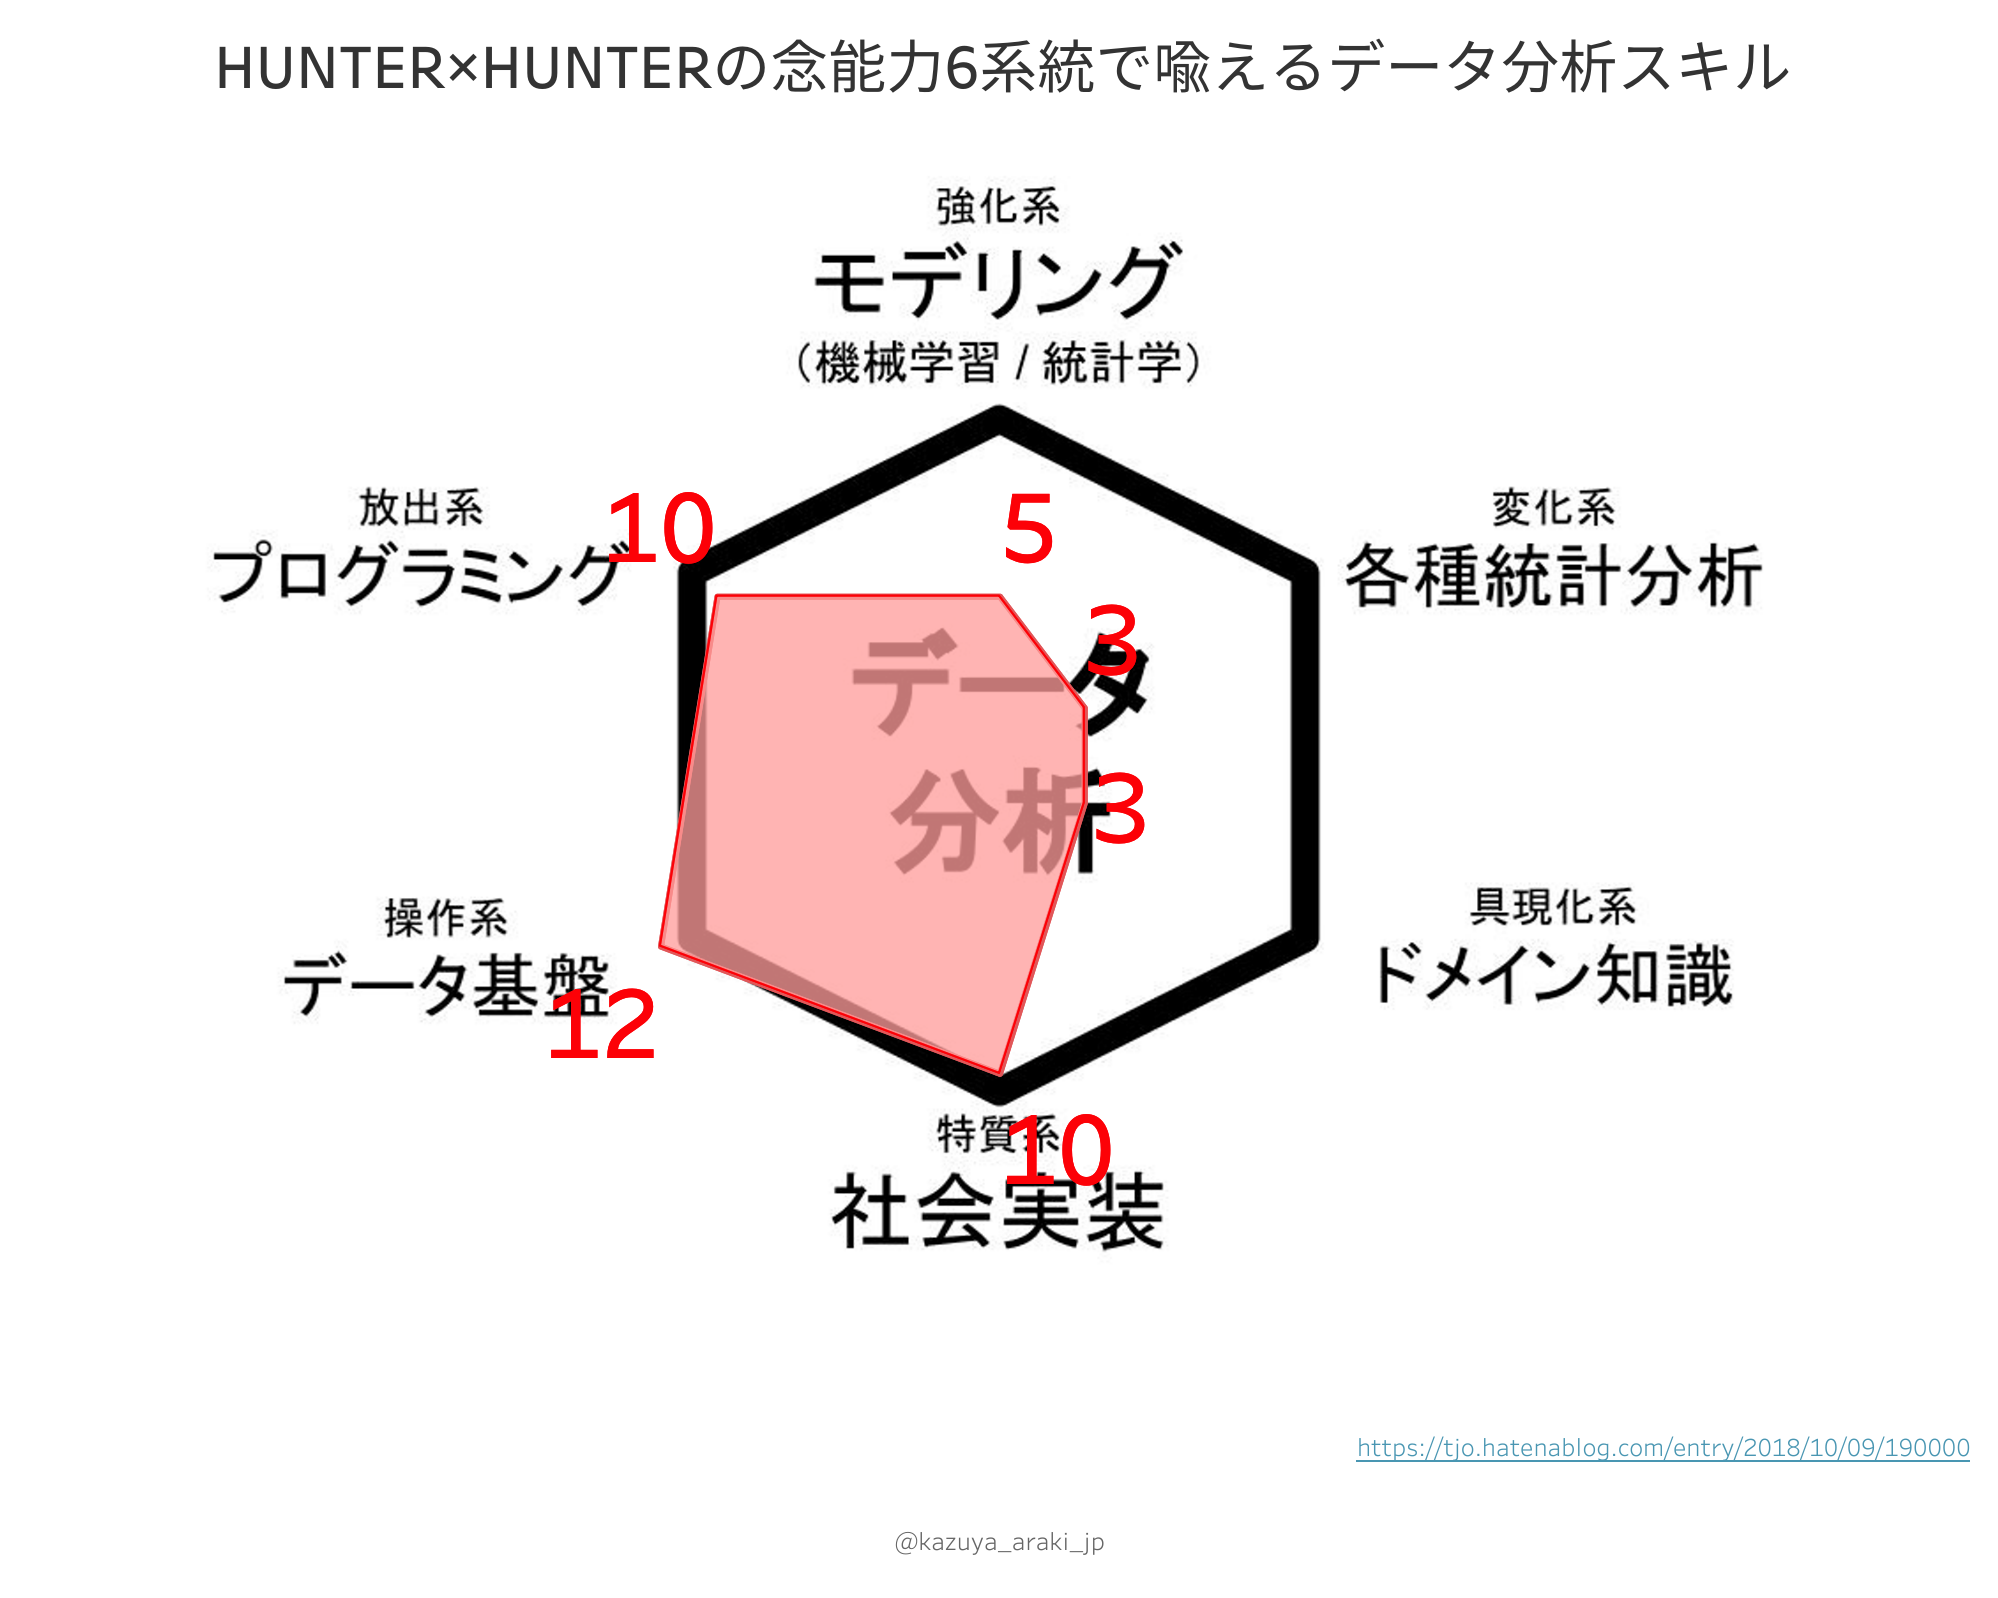 HUNTER×HUNTERの念能力6系統で喩えるデータ分析スキル
強化系
モデリング
（機械学習 / 統計学）
放出系
プログラミング
10
5
変化系
各種統計分析
3
データ
分析
3
操作系
データ基盤
12
具現化系
ドメイン知識
特質系
10
社会実装
https://tjo.hatenablog.com/entry/2018/10/09/190000
@kazuya_araki_jp